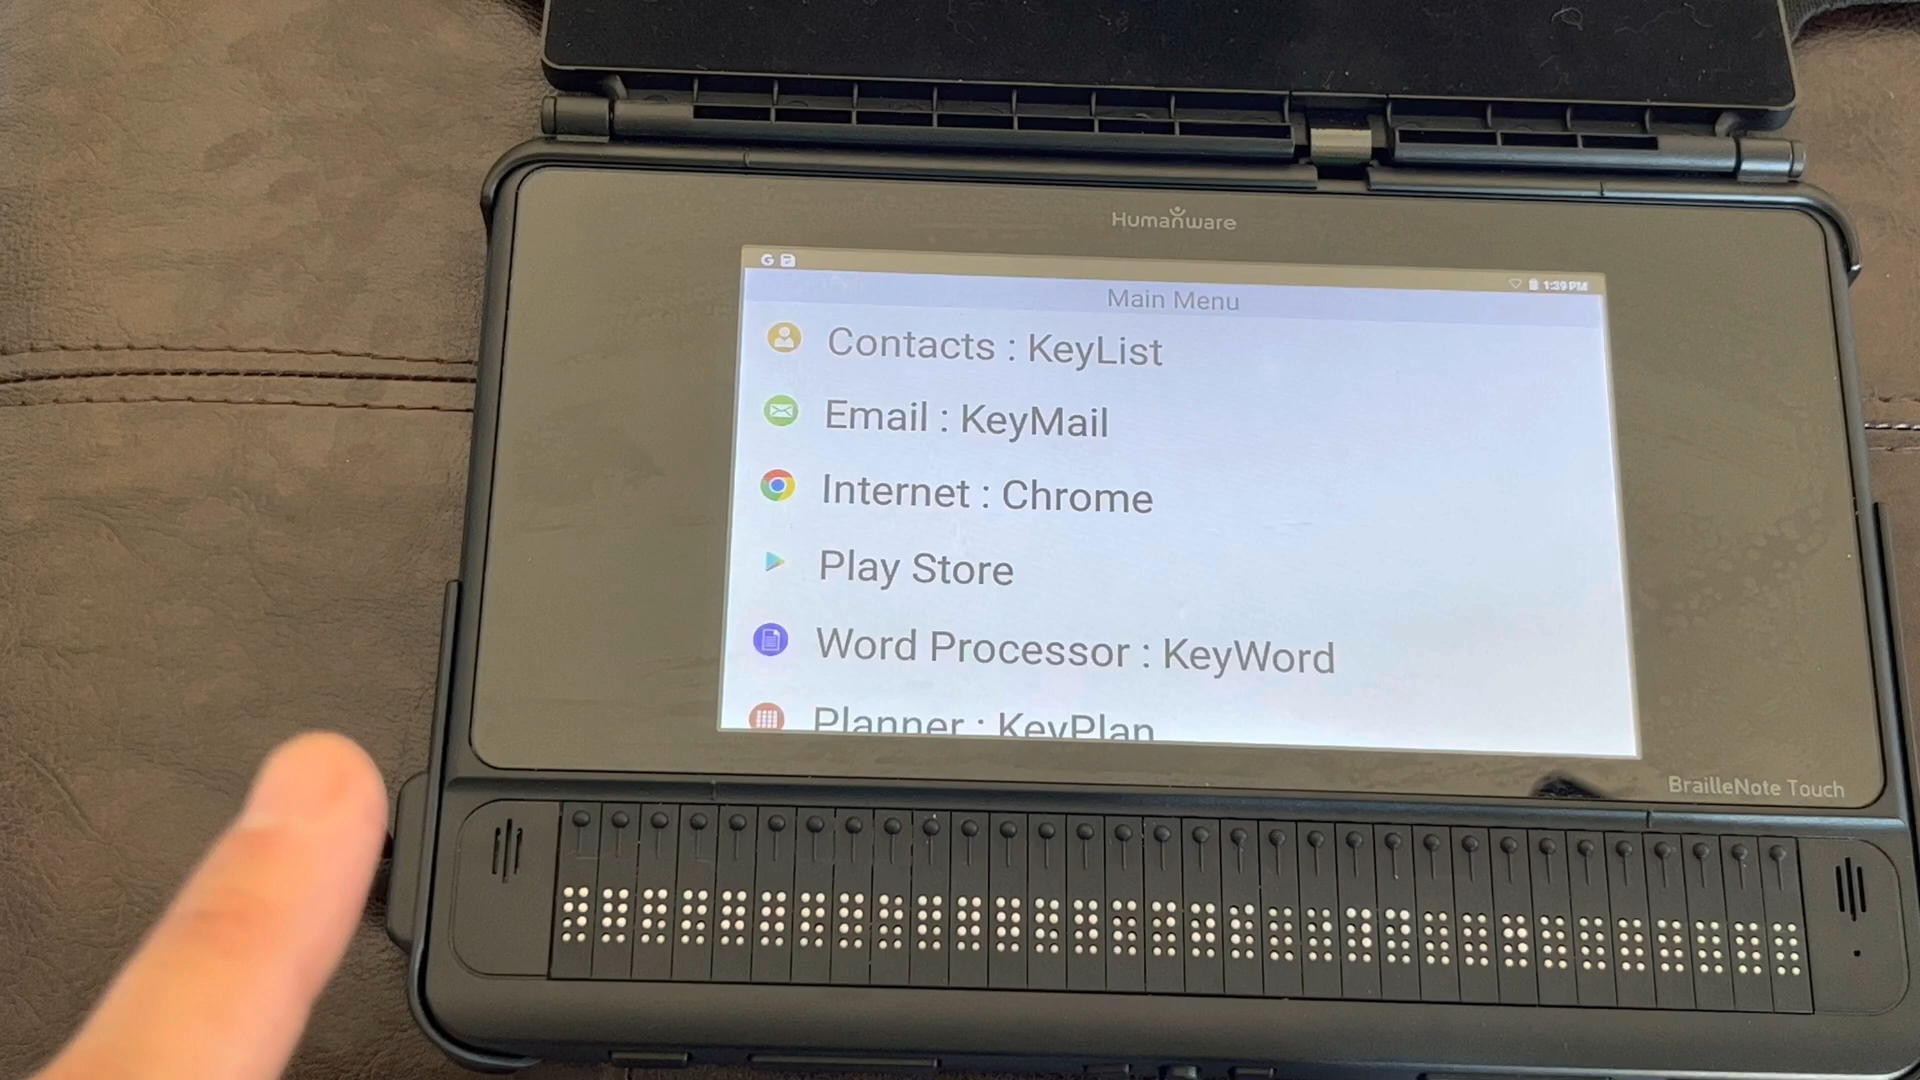 Humanware
1:39 PM
Main Menu
Contacts : KeyList
Email : KeyMail
Internet : Chrome
Play Store
Word Processor : KeyWord
Planner : KeyPlan
BrailleNote Touch